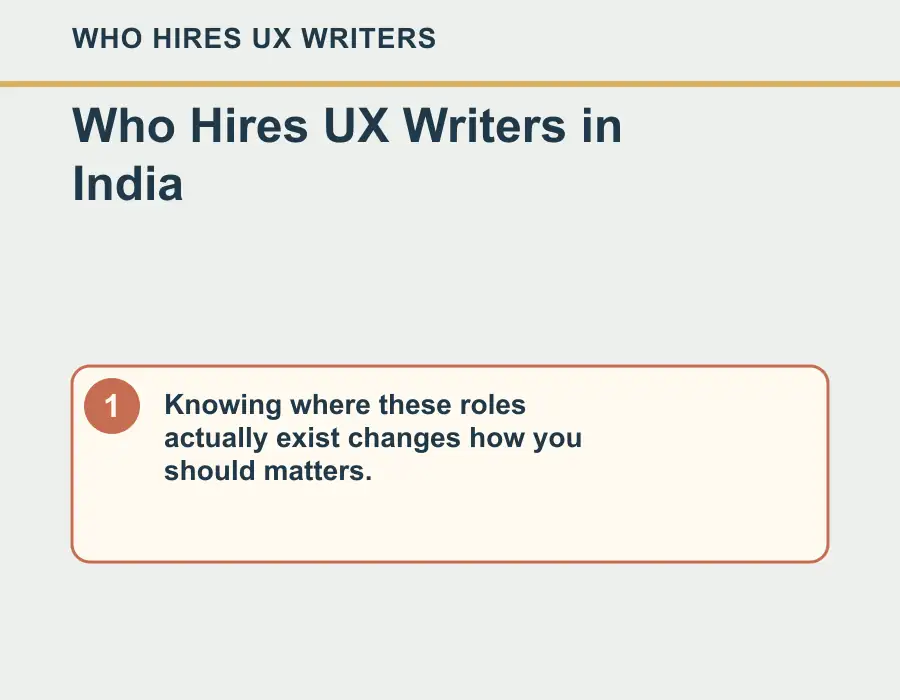 WHO HIRES UX WRITERS
Who Hires UX Writers in
India
1
Knowing where these roles
actually exist changes how you
should matters.